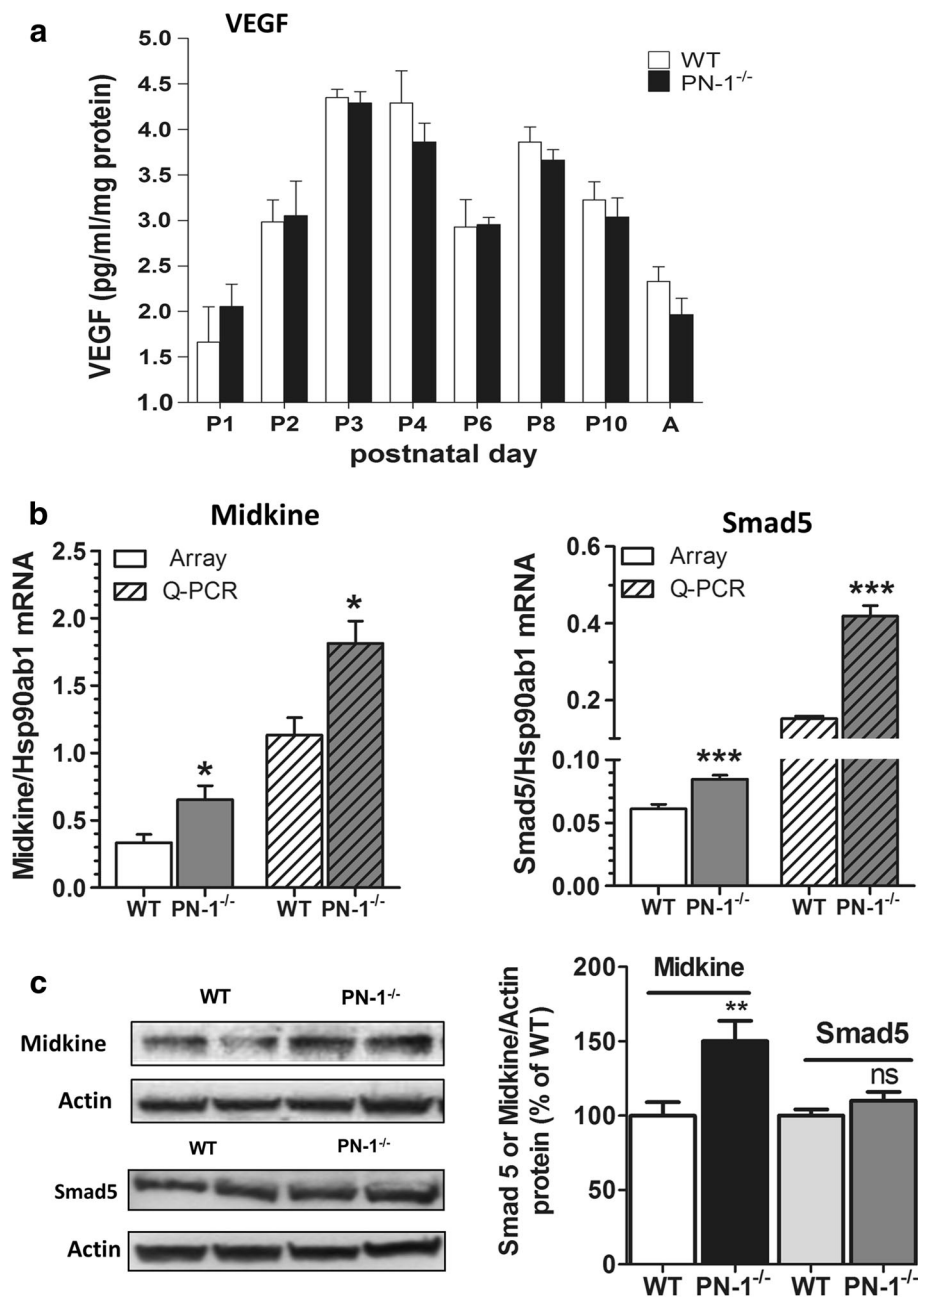 a
VEGF
VEGF (pg/ml/mg protein)
5.0
4.5
4.0
3.5
3.0
2.5
2.0
1.5
1.0
WT
PN-1-/-
P1 P2 P3 P4 P6 P8 P10 A
postnatal day
b
Midkine
Midkine/Hsp90ab1 mRNA
2.5
2.0
1.5
1.0
0.5
0.0
Array
Q-PCR
*
*
WT PN-1-/- WT PN-1-/-
Smad5
Smad5/Hsp90ab1 mRNA
0.6
0.4
0.2
0.10
0.05
0.00
Array
Q-PCR
***
***
WT PN-1-/- WT PN-1-/-
c
WT PN-1-/-
Midkine
Actin
WT PN-1-/-
Smad5
Actin
Smad 5 or Midkine/Actin
protein (% of WT)
200
150
100
50
0
Midkine
**
Smad5
ns
WT PN-1-/- WT PN-1-/-